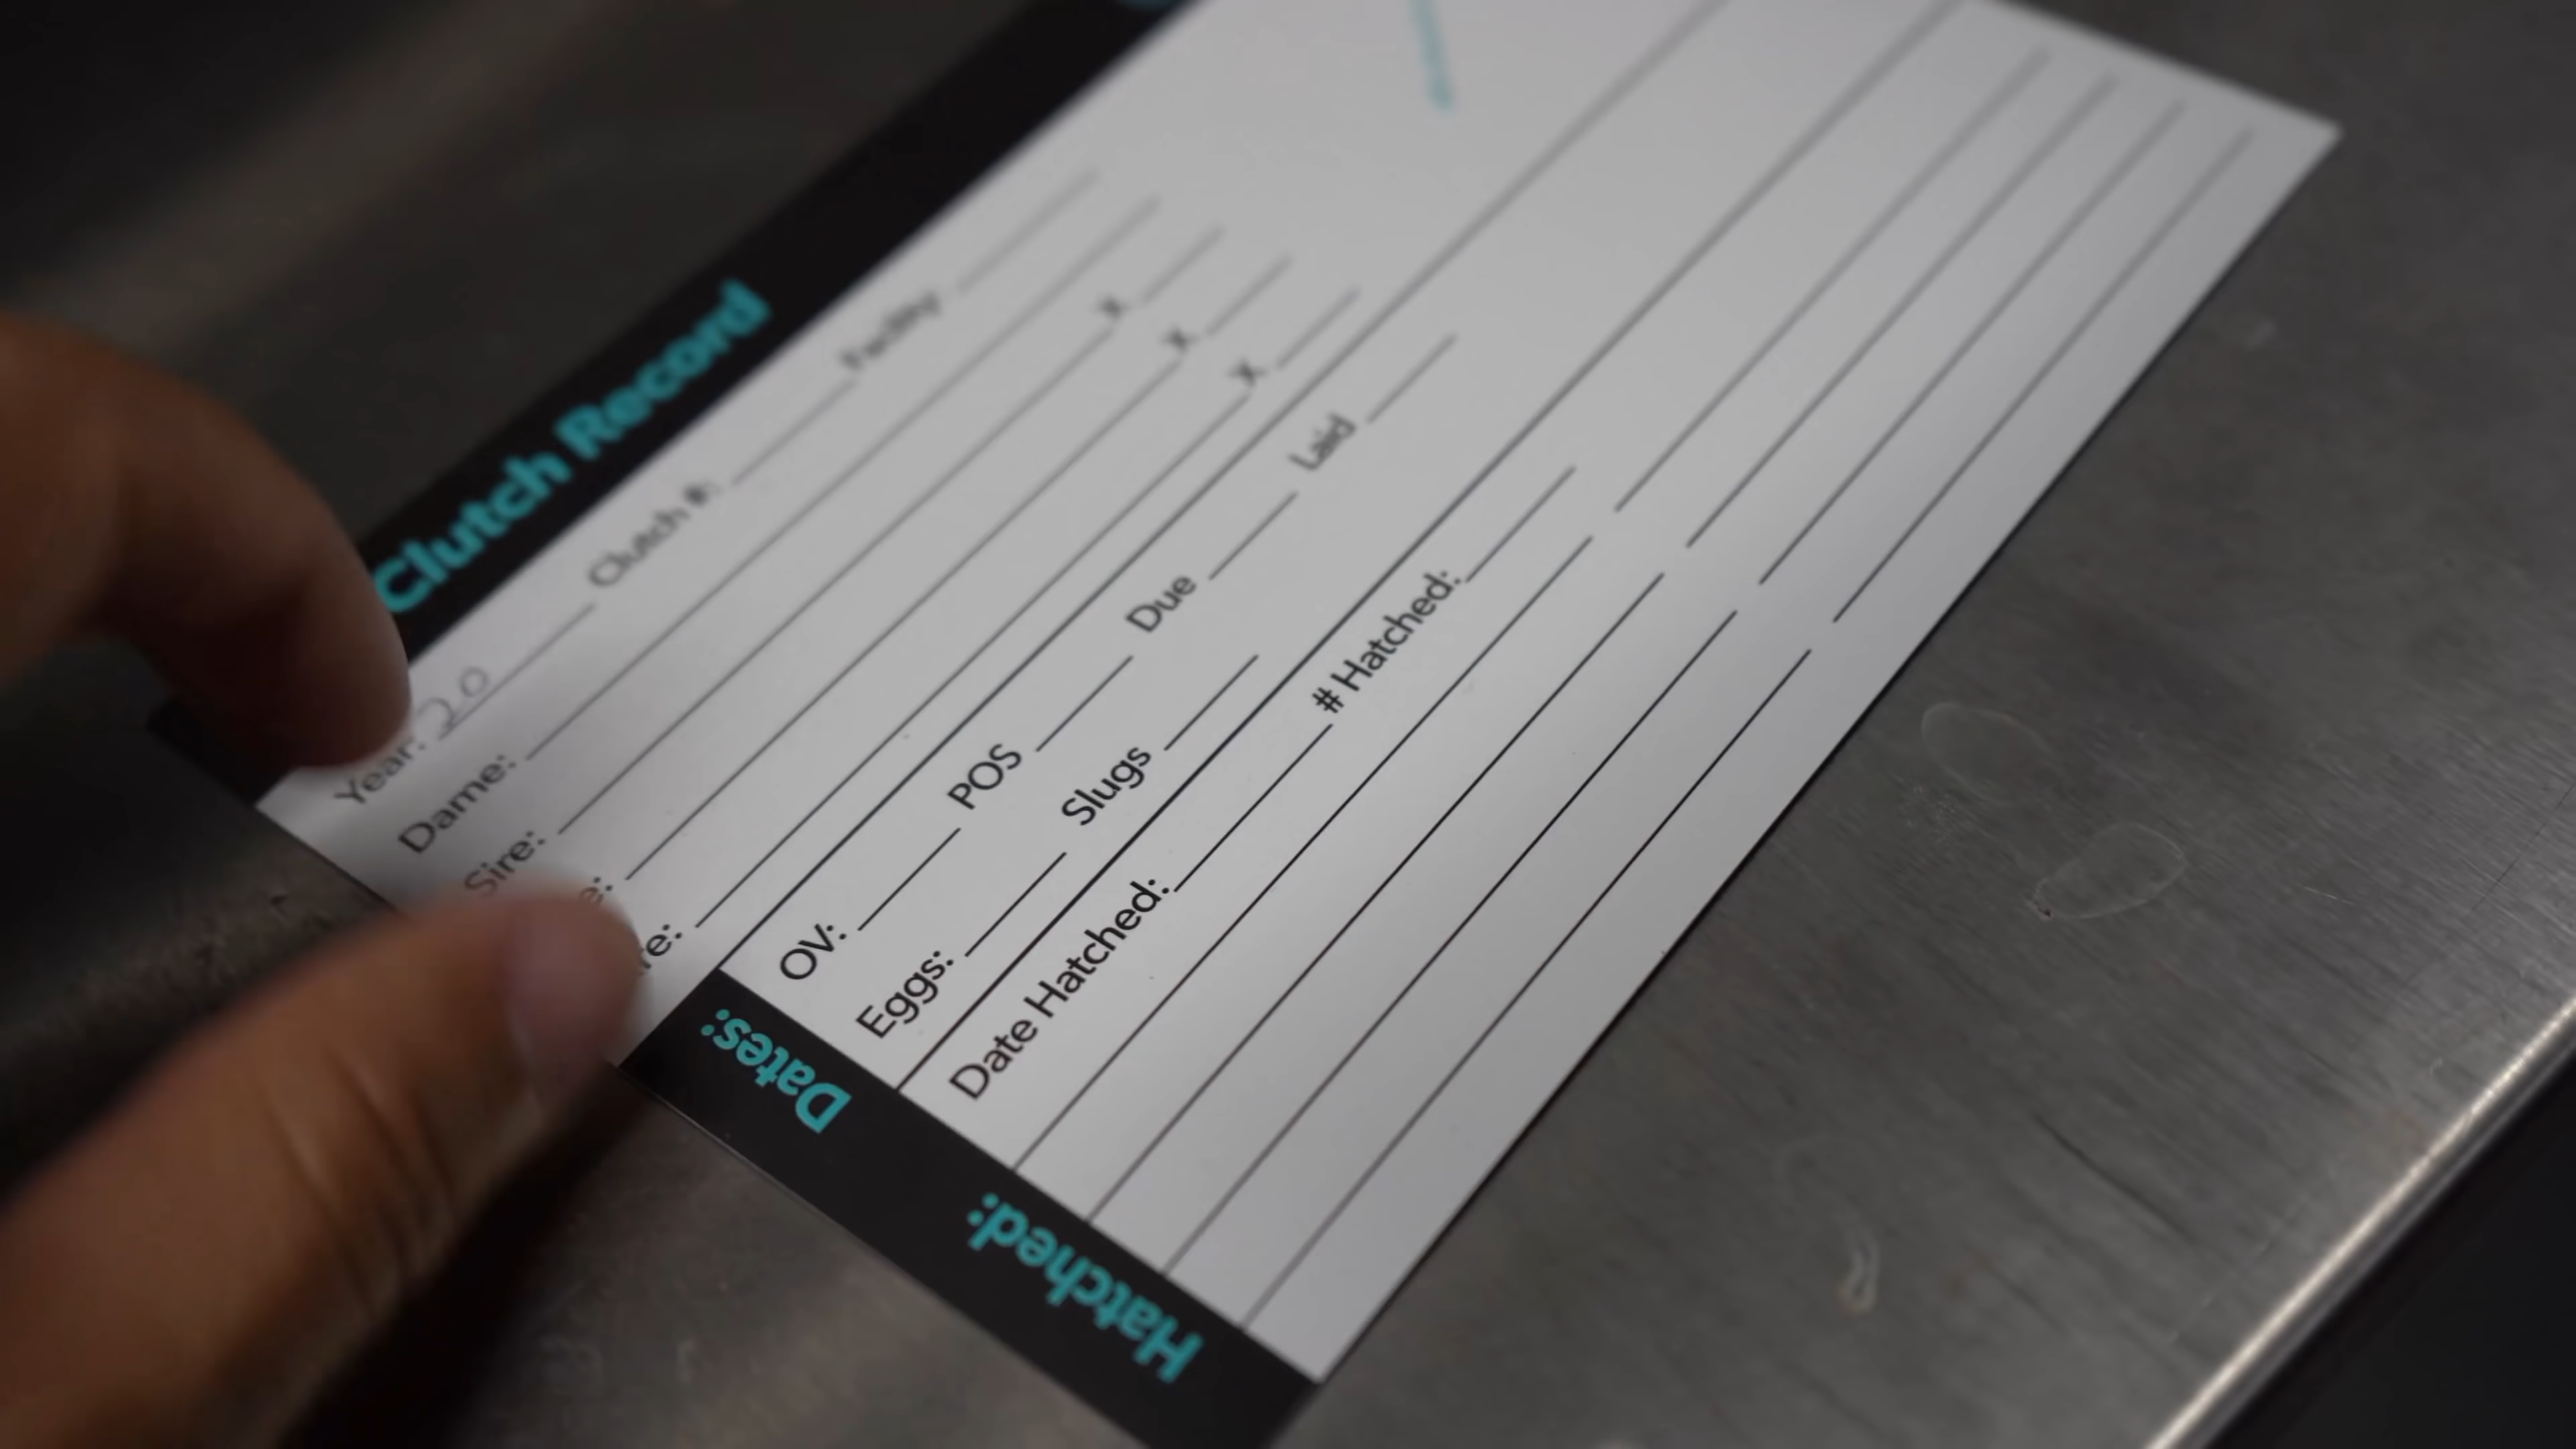 Clutch Record
Year: 20 Clutch #: Facility
Dame: X
Sire: X
e: X
re:
Dates:
OV: POS Due Laid
Eggs: Slugs
Hatched:
Date Hatched: # Hatched: